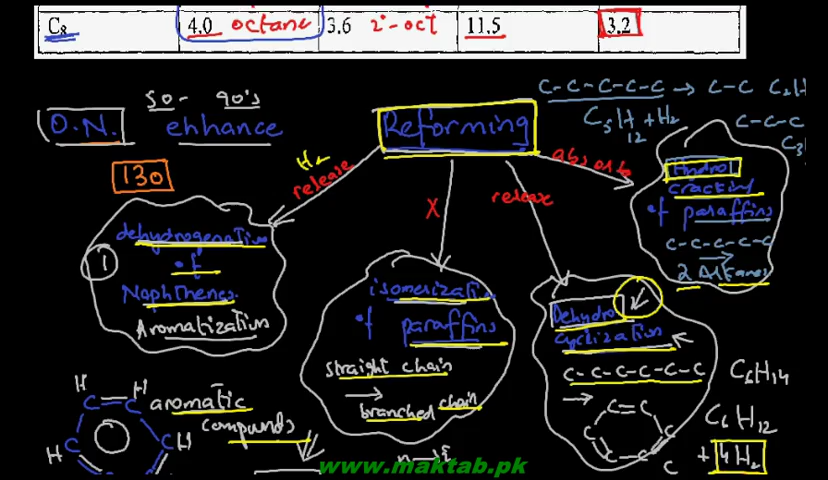 C8 4.0 octane 3.6 2°-oct 11.5 3.2
50- 90's
O.N. enhance
130
Reforming
H2
release
X
release
absorb
C-C-C-C-C → C-C C2H
C5H12 + H2
C-C-C
C3H
Hydro
cracking
of paraffins
C-C-C-C-C
→
2 Alkanes
1
dehydrogenation
of
Naphthenes
Aromatization
isomerization
of paraffins
straight chain
→
branched chain
Dehydro
cyclization
C-C-C-C-C-C
→
C6H14
C6H12
+ 4H2
C=C
C C
C C
C
H H
C=C
C C H
H
aromatic
compounds
www.maktab.pk